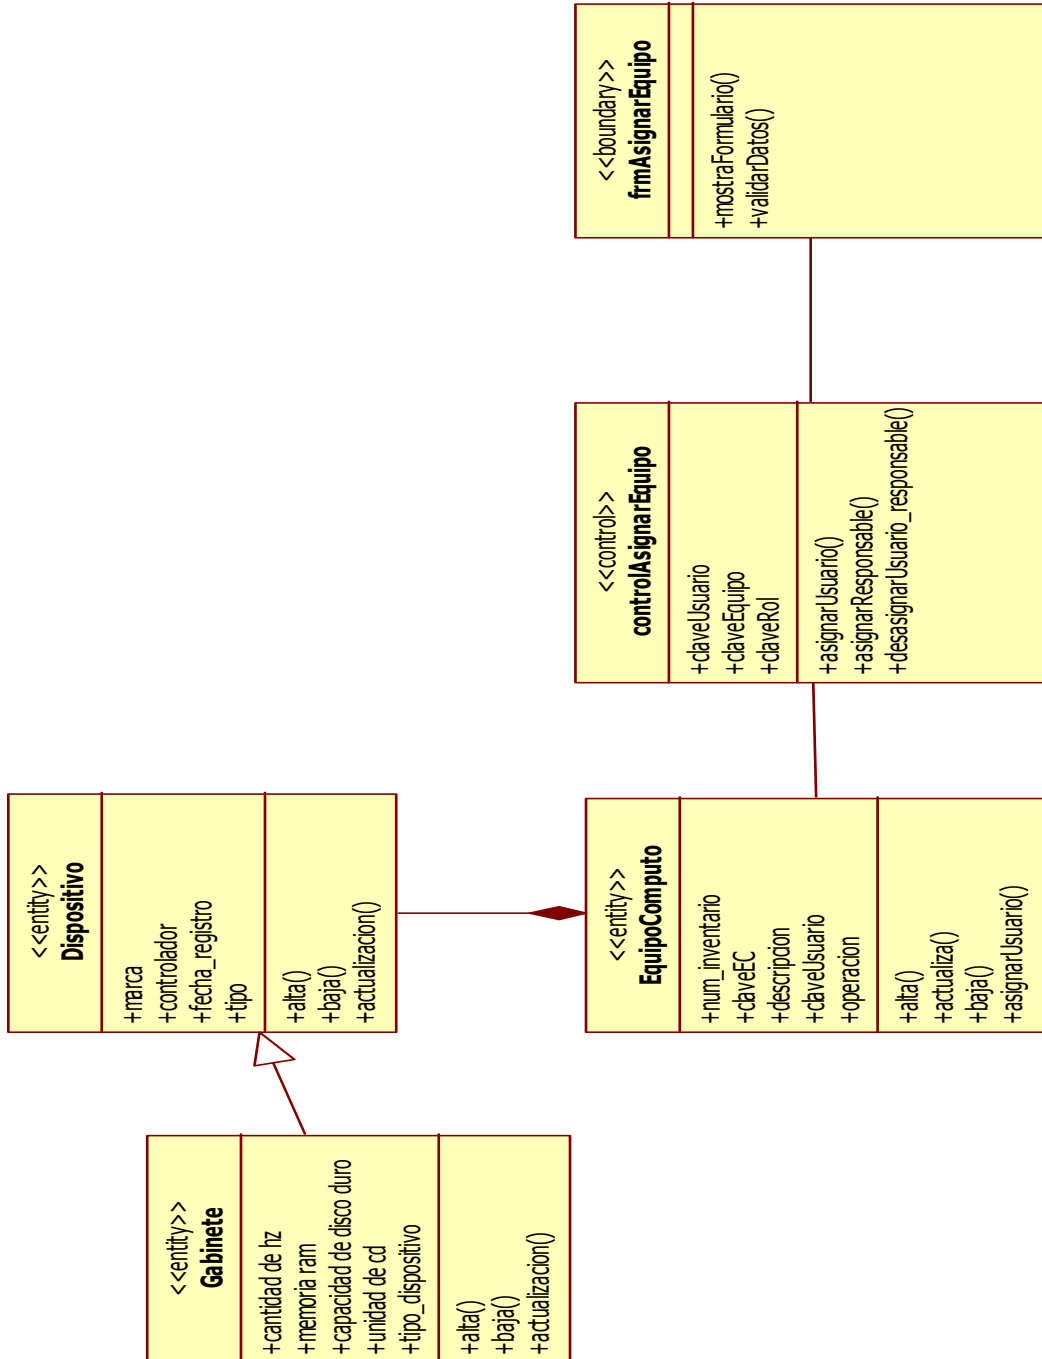 <<entity>>
Gabinete
+cantidad de hz
+memoria ram
+capacidad de disco duro
+unidad de cd
+tipo_dispositivo
+alta()
+baja()
+actualizacion()
<<entity>>
Dispositivo
+marca
+controlador
+fecha_registro
+tipo
+alta()
+baja()
+actualizacion()
<<entity>>
EquipoComputo
+num_inventario
+claveEC
+descripcion
+claveUsuario
+operacion
+alta()
+actualiza()
+baja()
+asignarUsuario()
<<control>>
controlAsignarEquipo
+claveUsuario
+claveEquipo
+claveRol
+asignarUsuario()
+asignarResponsable()
+desasignarUsuario_responsable()
<<boundary>>
frmAsignarEquipo
+mostraFormulario()
+validarDatos()